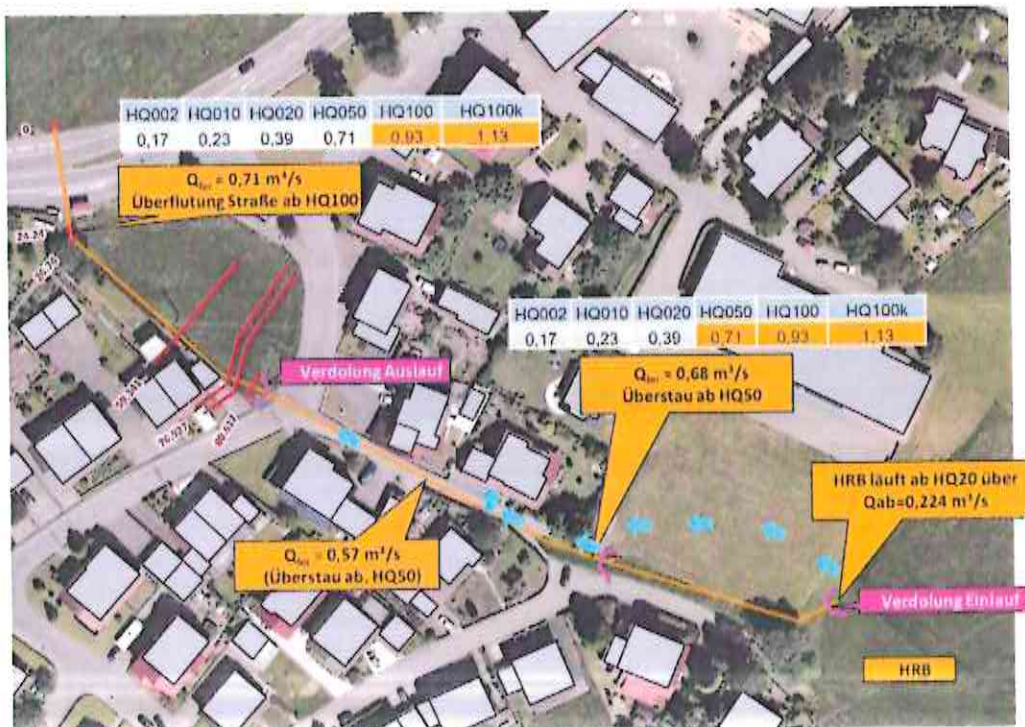 HQ002 HQ010 HQ020 HQ050 HQ100 HQ100k
0,17 0,23 0,39 0,71 0,93 1,13
0
Q = 0,71 m³/s
Überflutung Straße ab HQ100
24.24
HQ002 HQ010 HQ020 HQ050 HQ100 HQ100k
0,17 0,23 0,39 0,71 0,93 1,13
Verdolung Auslauf
Q = 0,68 m³/s
Überstau ab HQ50
HRB läuft ab HQ20 über
Qab=0,224 m³/s
Q = 0,57 m³/s
(Überstau ab, HQ50)
Verdolung Einlauf
HRB